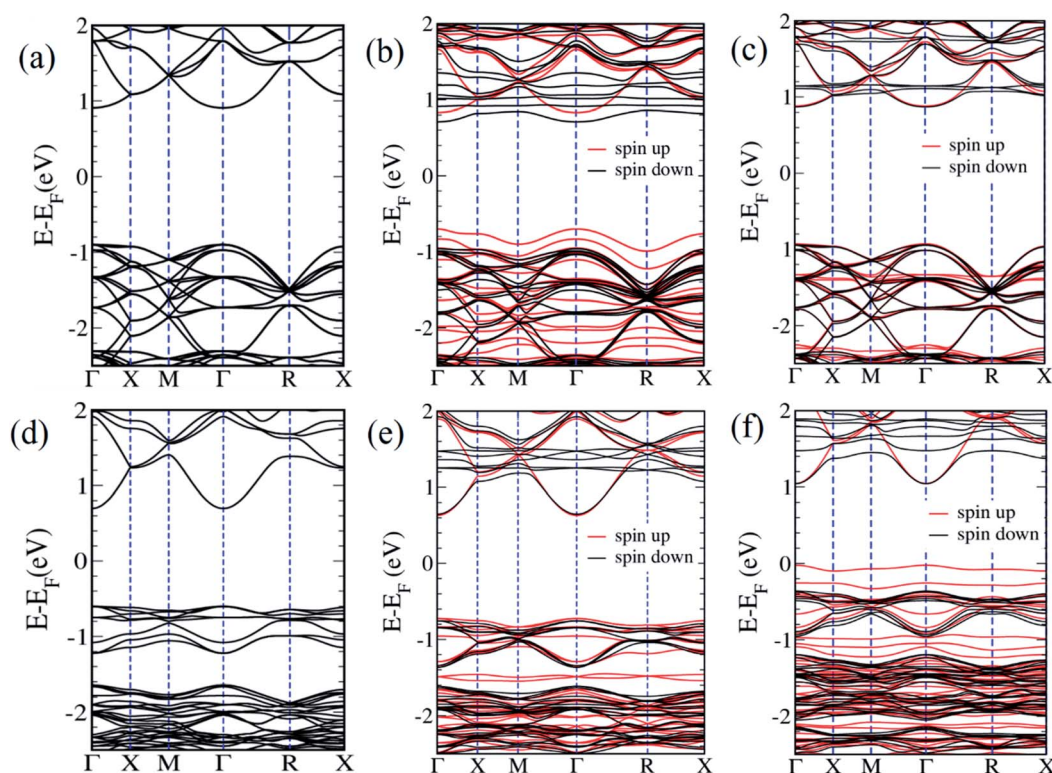 (a)
2
1
0
-1
-2
E-E_F(eV)
Γ X M Γ R X
(b)
2
1
0
-1
-2
E-E_F (eV)
spin up
spin down
Γ X M Γ R X
(c)
2
1
0
-1
-2
E-E_F (eV)
spin up
spin down
Γ X M Γ R X
(d)
2
1
0
-1
-2
E-E_F(eV)
Γ X M Γ R X
(e)
2
1
0
-1
-2
E-E_F (eV)
spin up
spin down
Γ X M Γ R X
(f)
2
1
0
-1
-2
E-E_F (eV)
spin up
spin down
Γ X M Γ R X